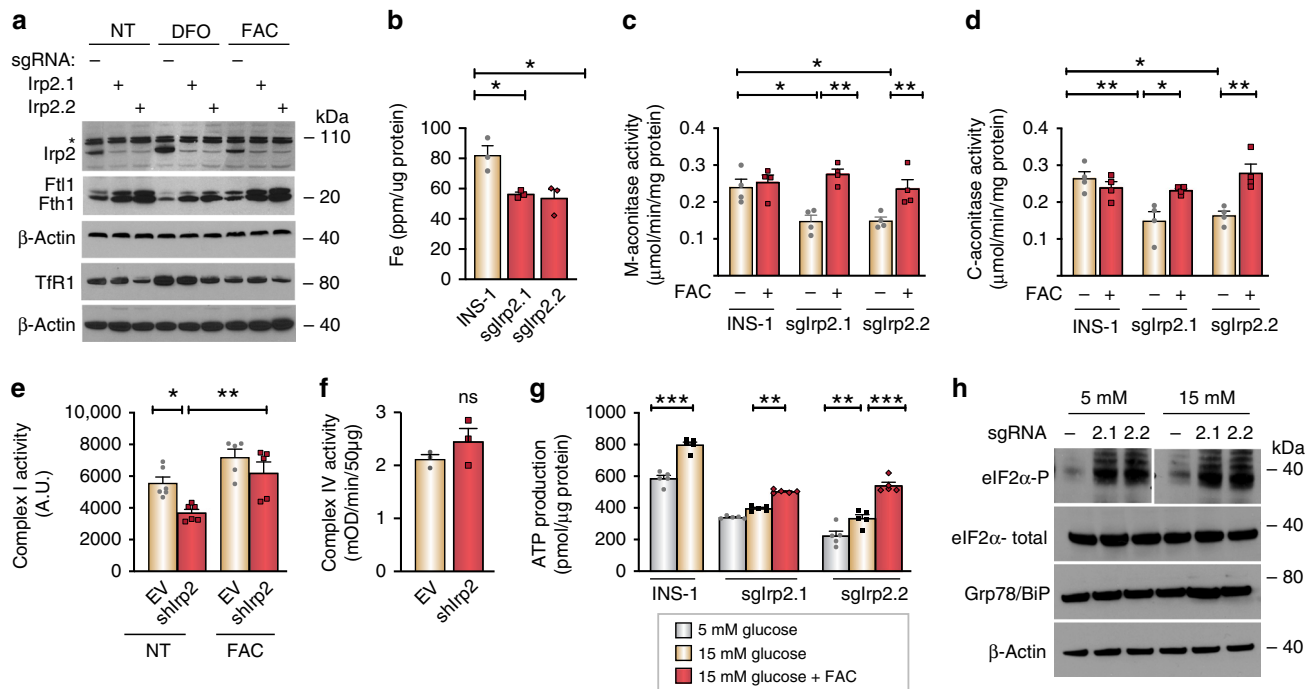 a
NT DFO FAC
sgRNA: – – –
Irp2.1 + + +
Irp2.2 + + +
kDa
*
– 110
Irp2
Ftl1
Fth1
– 20
β-Actin
– 40
TfR1
– 80
β-Actin
– 40
b
*
*
Fe (ppm/ug protein)
100
80
60
40
20
0
INS-1
sgIrp2.1
sgIrp2.2
c
*
* ** **
M-aconitase activity
(μmol/min/mg protein)
0.4
0.3
0.2
0.1
FAC – + – + – +
INS-1 sgIrp2.1 sgIrp2.2
d
*
** * **
C-aconitase activity
(μmol/min/mg protein)
0.4
0.3
0.2
0.1
FAC – + – + – +
INS-1 sgIrp2.1 sgIrp2.2
e
* **
Complex I activity
(A.U.)
10,000
8000
6000
4000
2000
0
EV
shIrp2
EV
shIrp2
NT FAC
f
ns
Complex IV activity
(mOD/min/50μg)
3
2
1
0
EV
shIrp2
g
*** ** ** ***
ATP production
(pmol/μg protein)
1000
800
600
400
200
0
INS-1 sgIrp2.1 sgIrp2.2
5 mM glucose
15 mM glucose
15 mM glucose + FAC
h
5 mM 15 mM
sgRNA – 2.1 2.2 – 2.1 2.2
kDa
eIF2α-P
– 40
eIF2α- total
– 40
– 80
Grp78/BiP
β-Actin
– 40